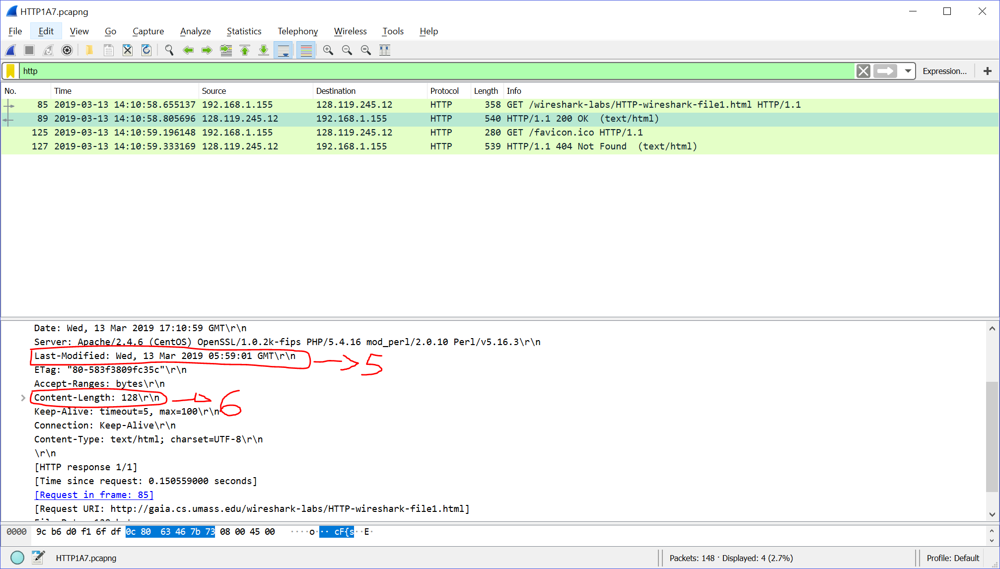 HTTP1A7.pcapng
File Edit View Go Capture Analyze Statistics Telephony Wireless Tools Help
http Expression... +
No. Time Source Destination Protocol Length Info
85 2019-03-13 14:10:58.655137 192.168.1.155 128.119.245.12 HTTP 358 GET /wireshark-labs/HTTP-wireshark-file1.html HTTP/1.1
89 2019-03-13 14:10:58.805696 128.119.245.12 192.168.1.155 HTTP 540 HTTP/1.1 200 OK (text/html)
125 2019-03-13 14:10:59.196148 192.168.1.155 128.119.245.12 HTTP 280 GET /favicon.ico HTTP/1.1
127 2019-03-13 14:10:59.333169 128.119.245.12 192.168.1.155 HTTP 539 HTTP/1.1 404 Not Found (text/html)
Date: Wed, 13 Mar 2019 17:10:59 GMT\r\n
Server: Apache/2.4.6 (CentOS) OpenSSL/1.0.2k-fips PHP/5.4.16 mod_perl/2.0.10 Perl/v5.16.3\r\n
Last-Modified: Wed, 13 Mar 2019 05:59:01 GMT\r\n 5
ETag: "80-583f3809fc35c"\r\n
Accept-Ranges: bytes\r\n
Content-Length: 128\r\n 6
Keep-Alive: timeout=5, max=100\r\n
Connection: Keep-Alive\r\n
Content-Type: text/html; charset=UTF-8\r\n
\r\n
[HTTP response 1/1]
[Time since request: 0.150559000 seconds]
[Request in frame: 85]
[Request URI: http://gaia.cs.umass.edu/wireshark-labs/HTTP-wireshark-file1.html]
0000 9c b6 d0 f1 6f df 0c 80 63 46 7b 73 08 00 45 00 ····o··· cF{s··E·
HTTP1A7.pcapng Packets: 148 · Displayed: 4 (2.7%) Profile: Default